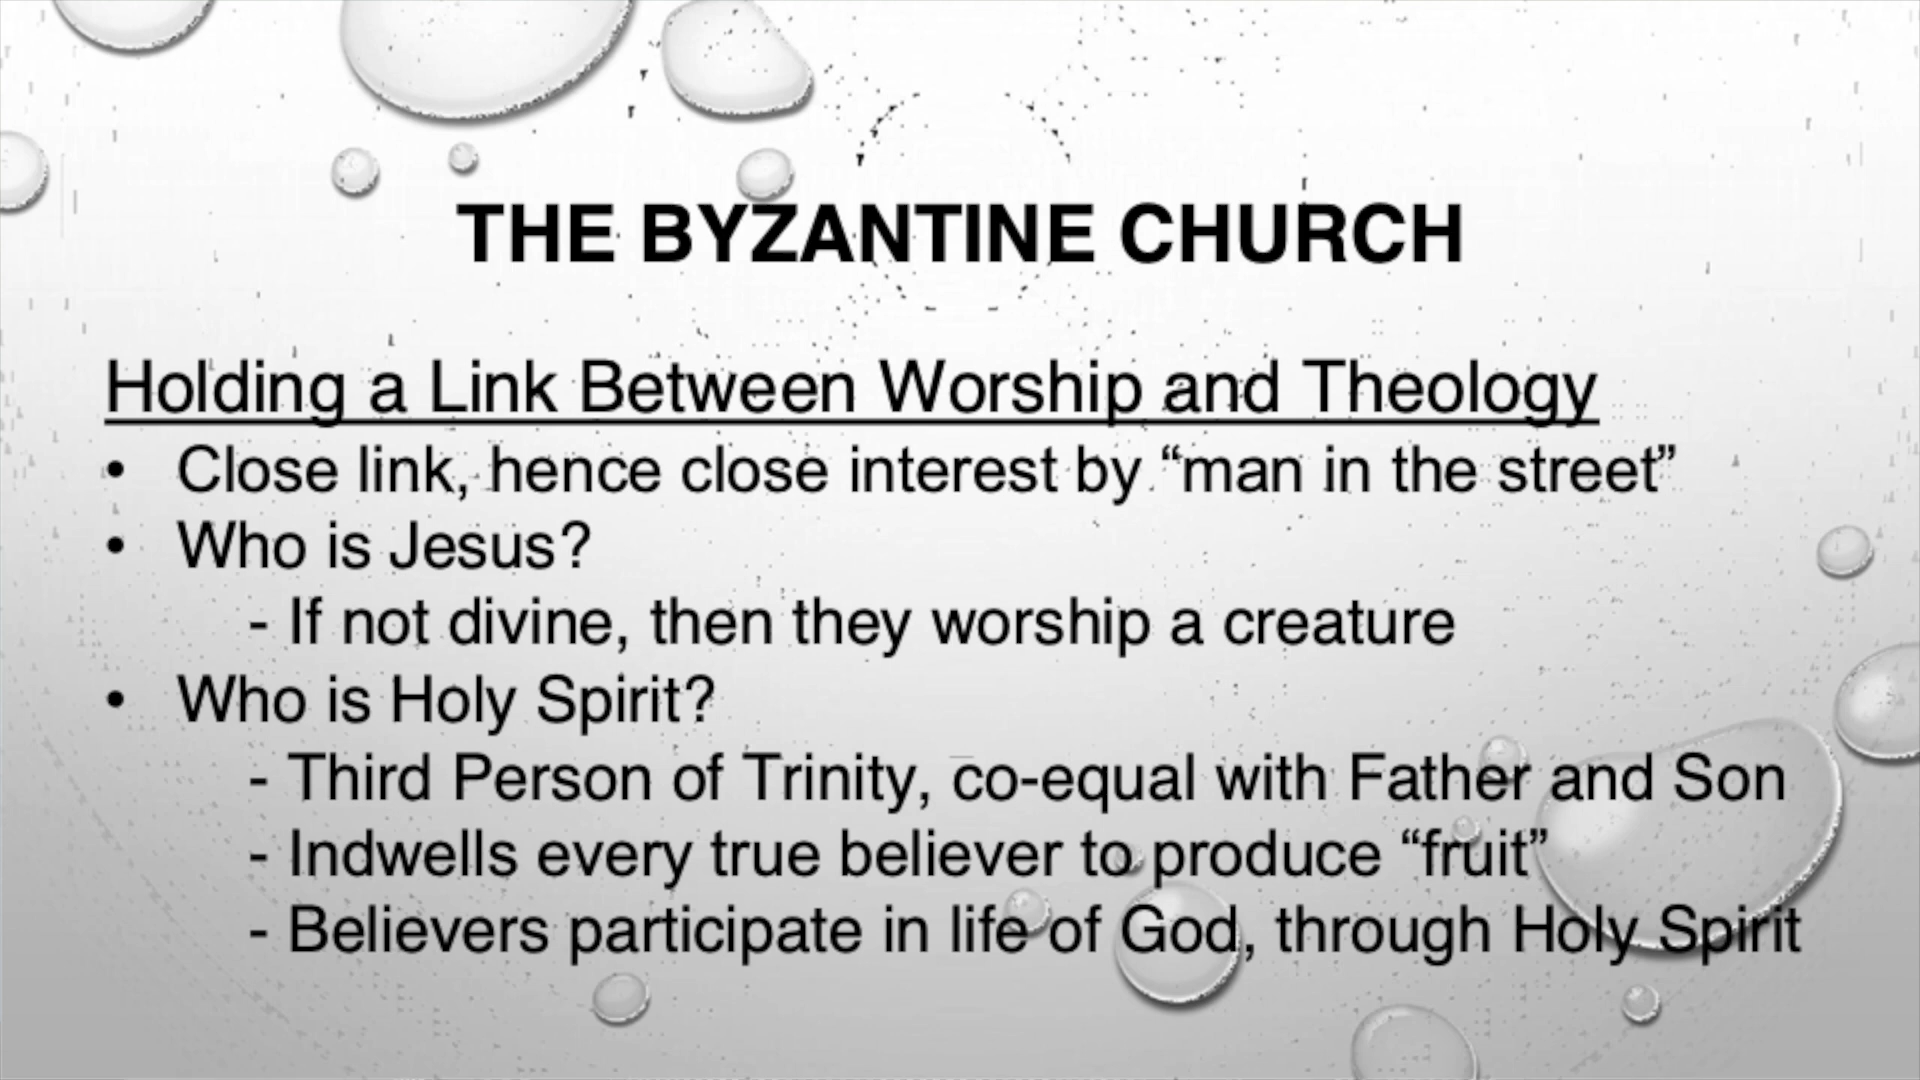 THE BYZANTINE CHURCH
Holding a Link Between Worship and Theology
• Close link, hence close interest by “man in the street”
• Who is Jesus?
- If not divine, then they worship a creature
• Who is Holy Spirit?
- Third Person of Trinity, co-equal with Father and Son
- Indwells every true believer to produce “fruit”
- Believers participate in life of God, through Holy Spirit